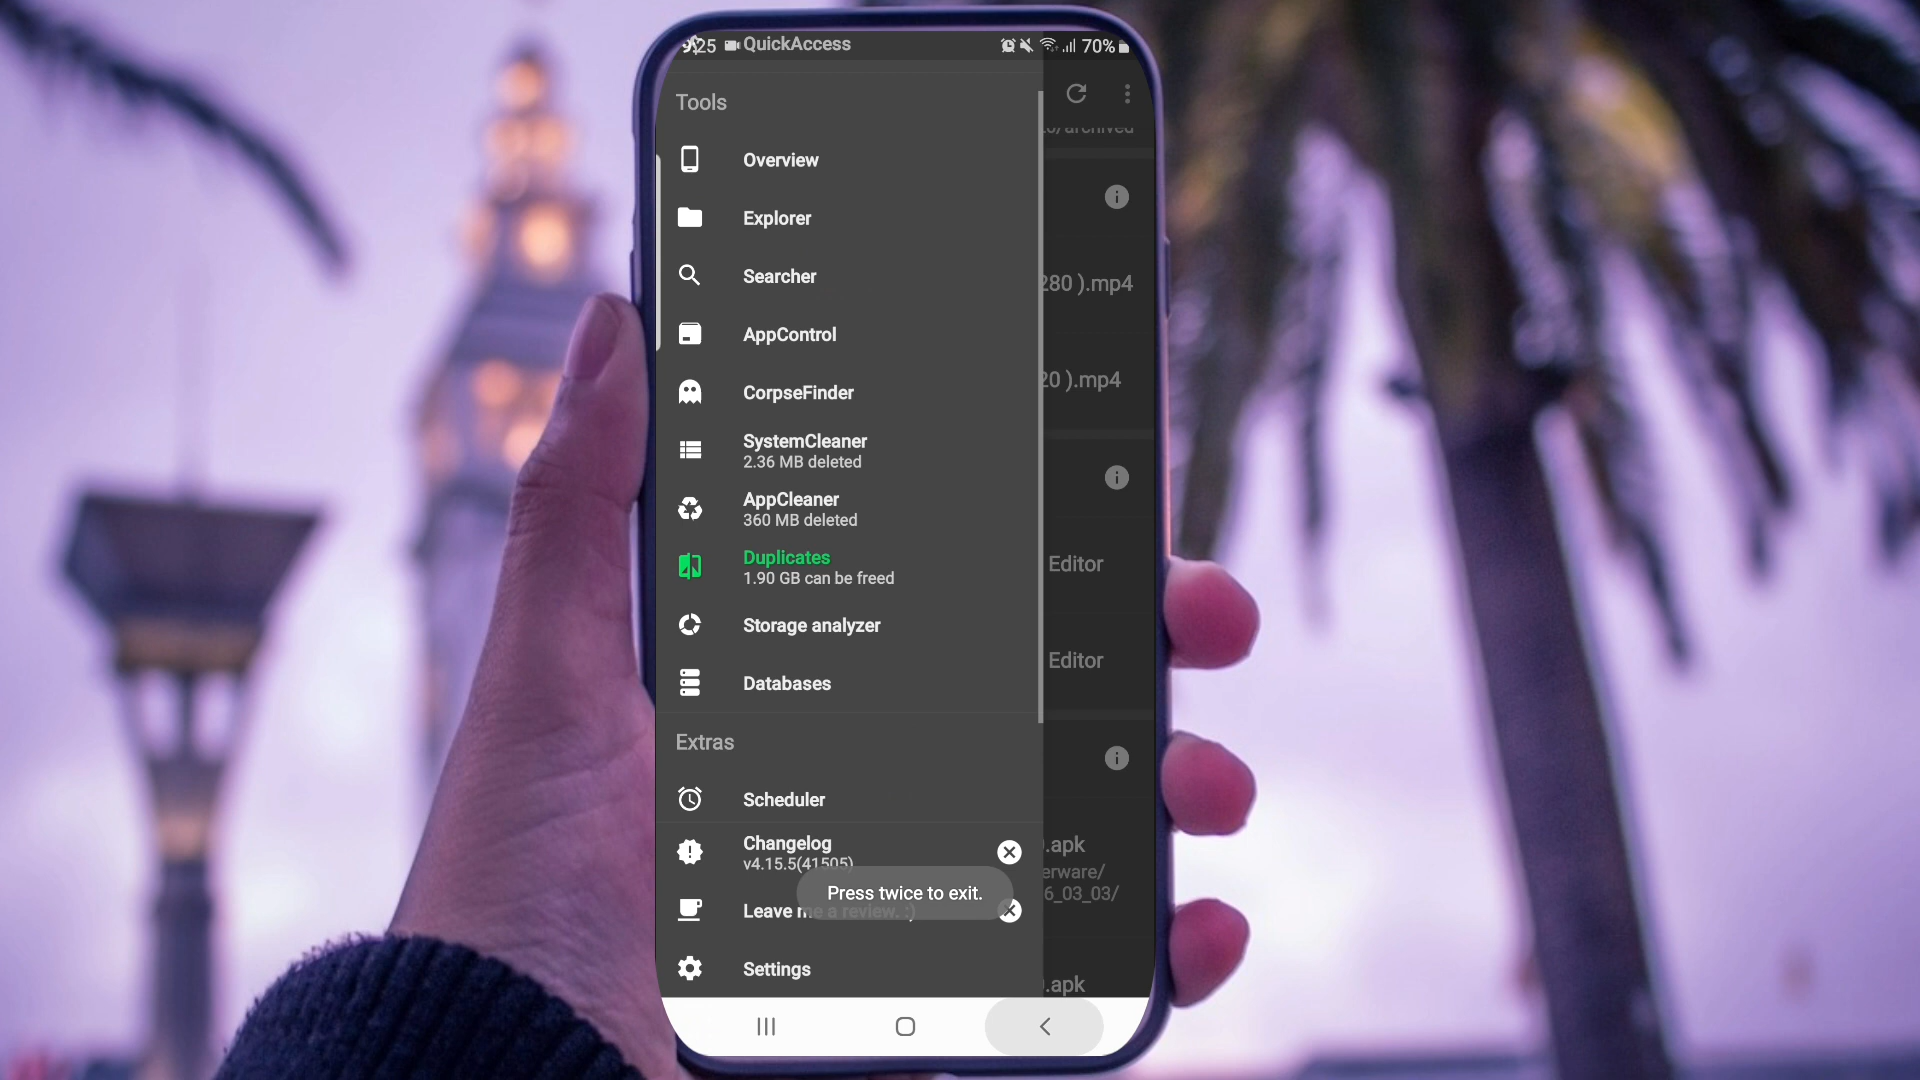 9:25 QuickAccess 70%
Tools
Overview
Explorer
Searcher
AppControl
CorpseFinder
SystemCleaner
2.36 MB deleted
AppCleaner
360 MB deleted
Duplicates
1.90 GB can be freed
Storage analyzer
Databases
Extras
Scheduler
Changelog
v4.15.5(41505)
Press twice to exit.
Leave me a review. :)
Settings
/archived
280 ).mp4
20 ).mp4
Editor
Editor
.apk
erware/
6_03_03/
.apk